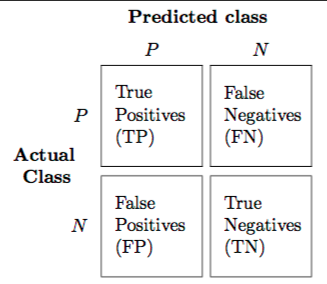 Predicted class
P N
True
Positives
(TP)
False
Negatives
(FN)
P
Actual
Class
False
Positives
(FP)
True
Negatives
(TN)
N